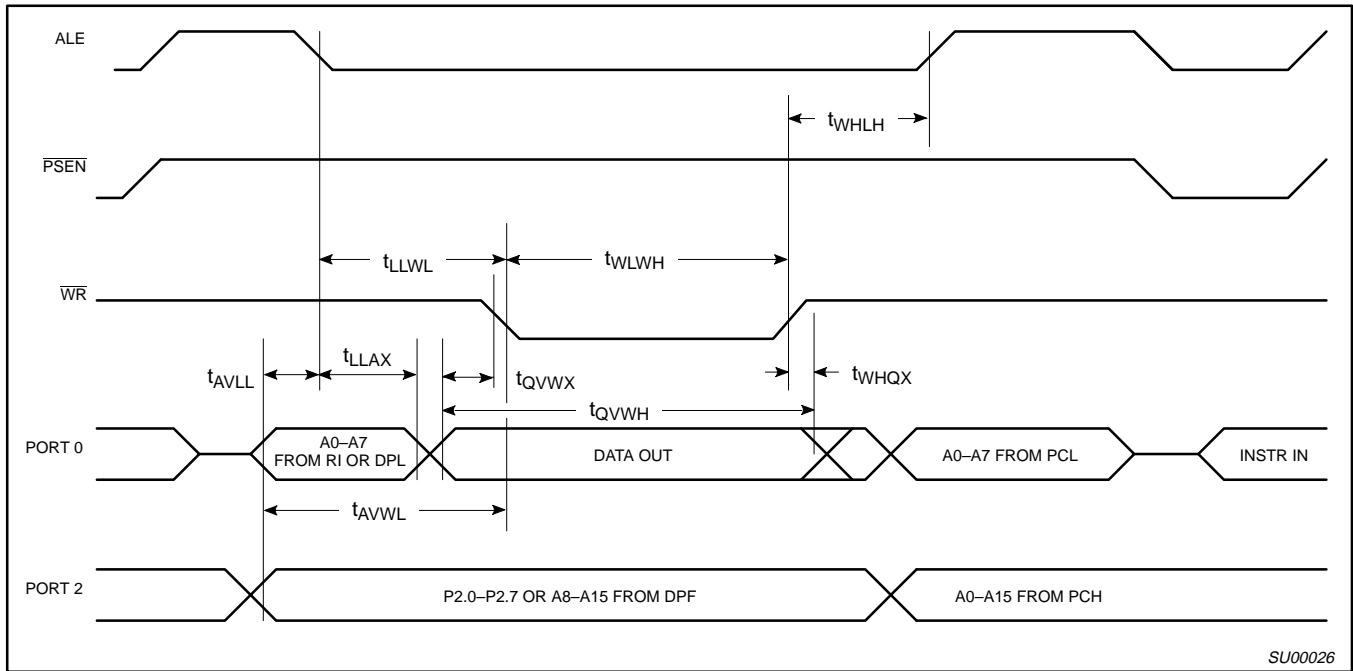 ALE
tWHLH
PSEN
tLLWL
tWLWH
WR
tAVLL
tLLAX
tQVWX
tWHQX
tQVWH
PORT 0
A0–A7
FROM RI OR DPL
DATA OUT
A0–A7 FROM PCL
INSTR IN
tAVWL
PORT 2
P2.0–P2.7 OR A8–A15 FROM DPF
A0–A15 FROM PCH
SU00026